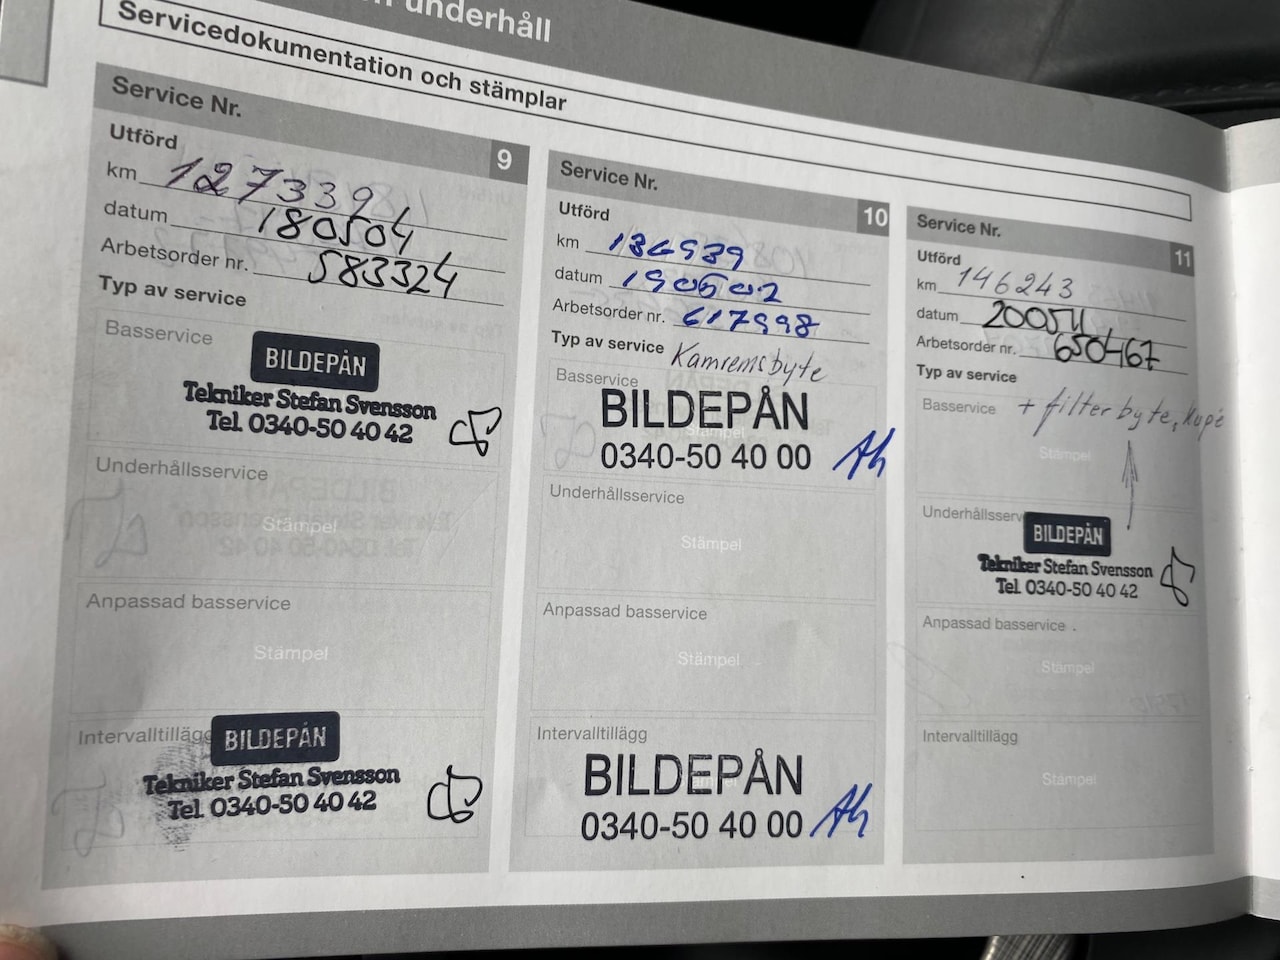 underhåll
Servicedokumentation och stämplar
Service Nr. 9
Utförd
km 127339
datum 180504
Arbetsorder nr. 583324
Typ av service
Basservice
BILDEPÅN
Tekniker Stefan Svensson
Tel. 0340-50 40 42
Underhållsservice
Stämpel
Anpassad basservice
Stämpel
Intervalltillägg
BILDEPÅN
Tekniker Stefan Svensson
Tel. 0340-50 40 42
Service Nr. 10
Utförd
km 136939
datum 190502
Arbetsorder nr. 617998
Typ av service Kamremsbyte
Basservice
BILDEPÅN
Stämpel
0340-50 40 00
Underhållsservice
Stämpel
Anpassad basservice
Stämpel
Intervalltillägg
BILDEPÅN
0340-50 40 00
Service Nr. 11
Utförd
km 146243
datum 200511
Arbetsorder nr. 650467
Typ av service
Basservice + filterbyte, kupé
Stämpel
Underhållsserv
BILDEPÅN
Tekniker Stefan Svensson
Tel. 0340-50 40 42
Anpassad basservice
Stämpel
Intervalltillägg
Stämpel